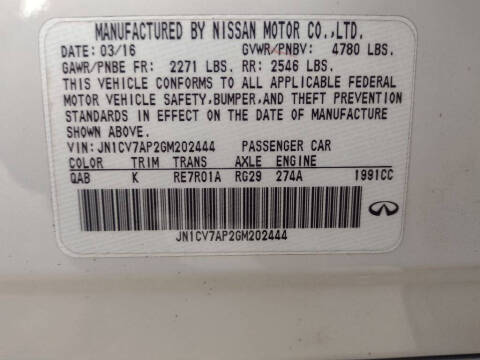 MANUFACTURED BY NISSAN MOTOR CO.,LTD.
DATE: 03/16 GVWR/PNBV: 4780 LBS.
GAWR/PNBE FR: 2271 LBS. RR: 2546 LBS.
THIS VEHICLE CONFORMS TO ALL APPLICABLE FEDERAL
MOTOR VEHICLE SAFETY,BUMPER,AND THEFT PREVENTION
STANDARDS IN EFFECT ON THE DATE OF MANUFACTURE
SHOWN ABOVE.
VIN: JN1CV7AP2GM202444 PASSENGER CAR
COLOR TRIM TRANS AXLE ENGINE
QAB K RE7R01A RG29 274A 1991CC
JN1CV7AP2GM202444